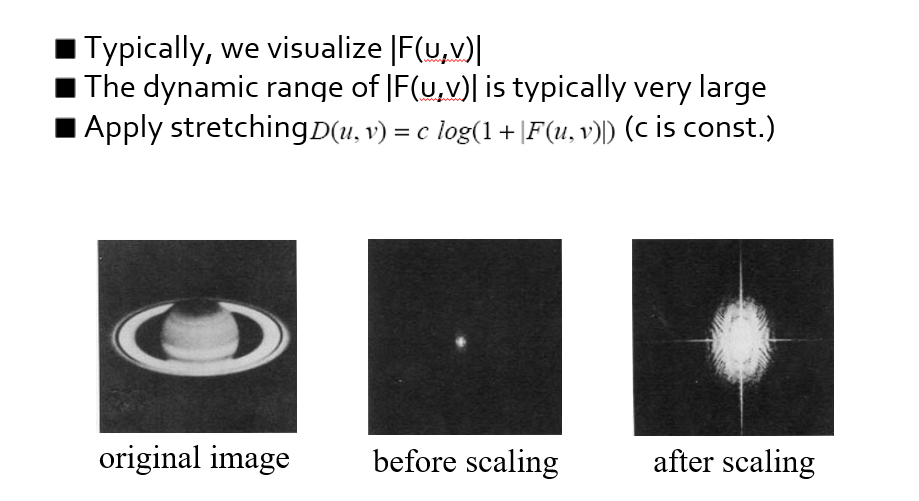 ■ Typically, we visualize |F(u,v)|
■ The dynamic range of |F(u,v)| is typically very large
■ Apply stretching D(u, v) = c log(1 + |F(u, v)|) (c is const.)
original image before scaling after scaling